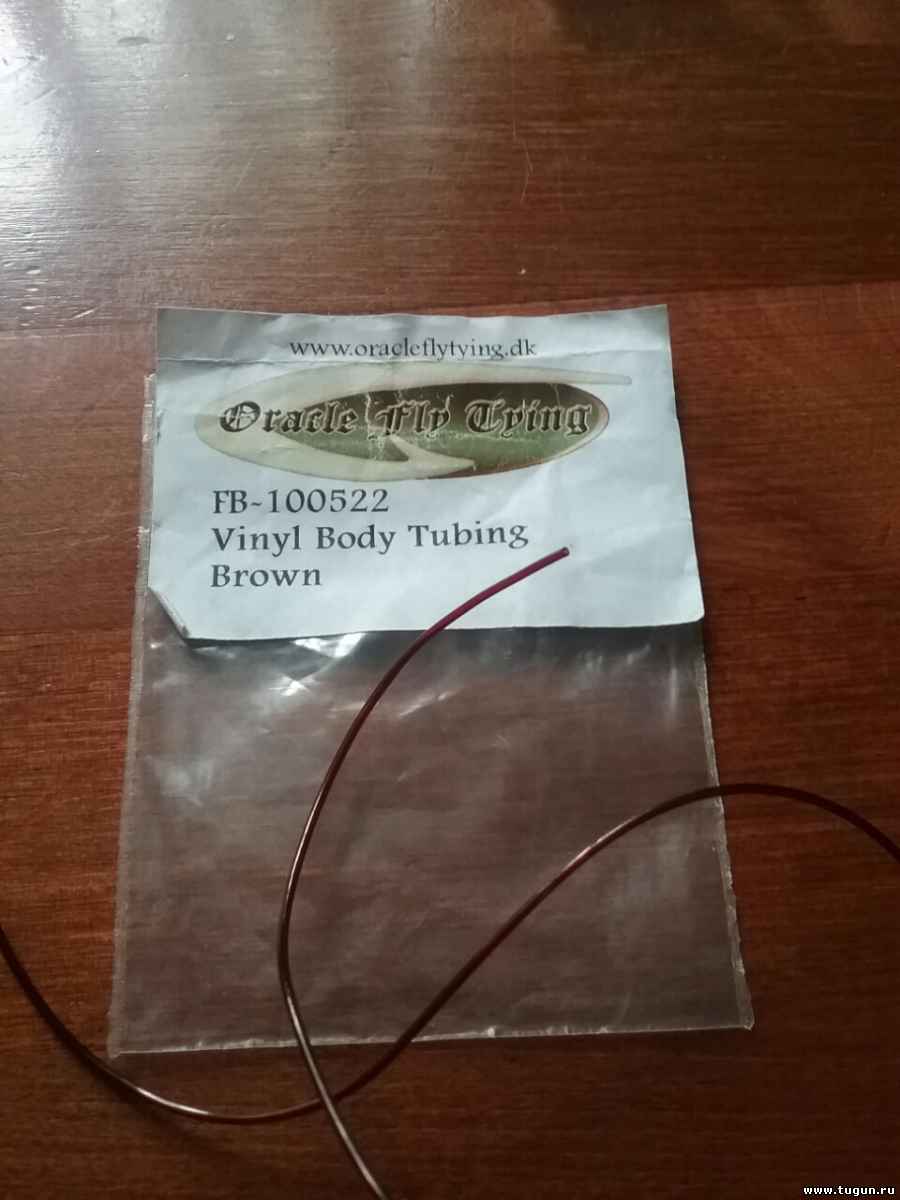 www.oracleflytying.dk
Oracle Fly Tying
FB-100522
Vinyl Body Tubing
Brown
www.tugun.ru